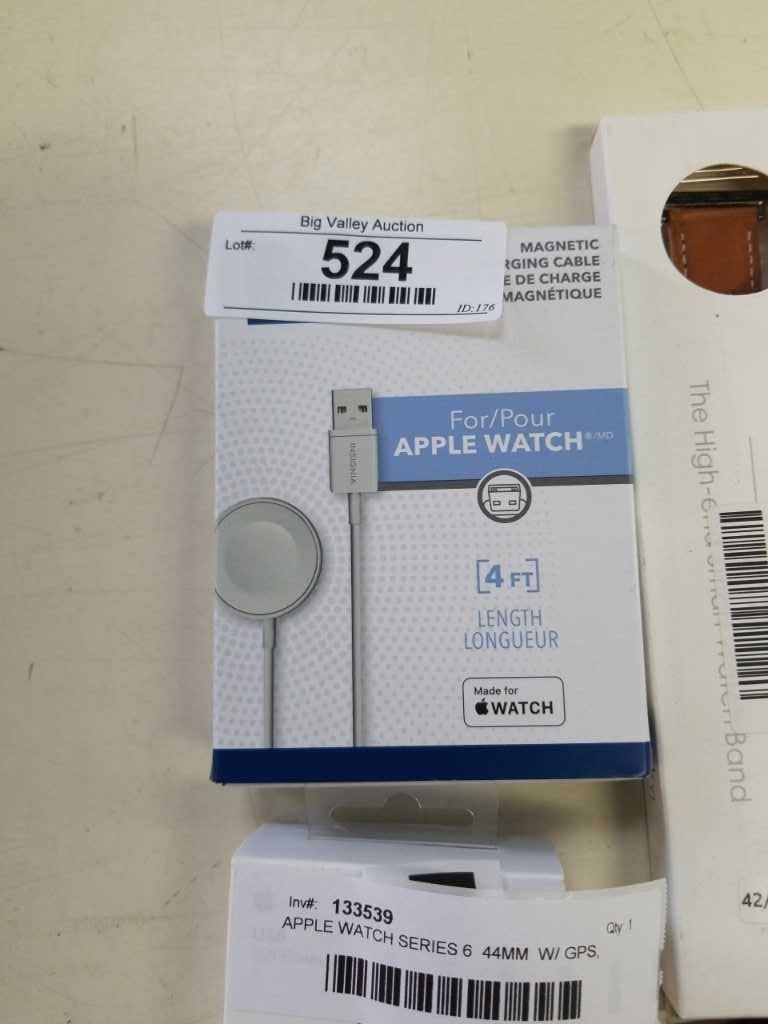 Big Valley Auction
Lot#:
524
ID:176
MAGNETIC
RGING CABLE
E DE CHARGE
MAGNÉTIQUE
INSIGNIA
For/Pour
APPLE WATCH®/MD
[4 FT]
LENGTH
LONGUEUR
Made for
WATCH
The High-
Band
42/
Inv#: 133539
Qty: 1
APPLE WATCH SERIES 6 44MM W/ GPS,